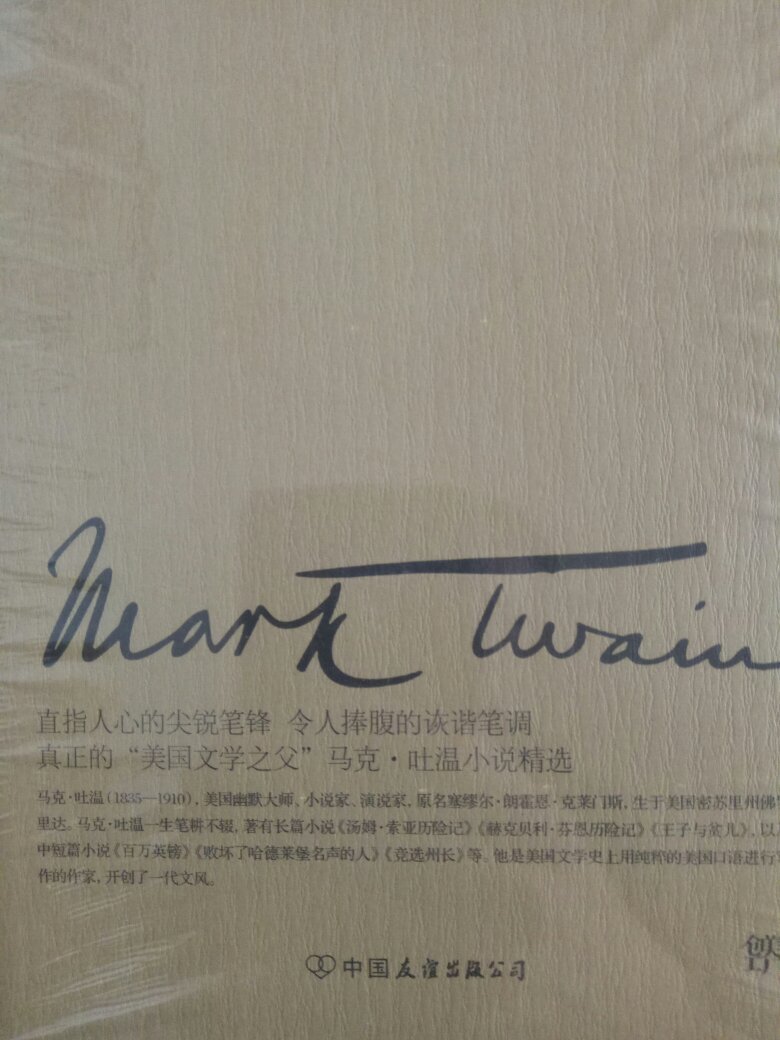 Mark Twain
直指人心的尖锐笔锋 令人捧腹的诙谐笔调
真正的“美国文学之父”马克·吐温小说精选
马克·吐温(1835—1910),美国幽默大师、小说家、演说家,原名塞缪尔·朗霍恩·克莱门斯,生于美国密苏里州佛罗
里达。马克·吐温一生笔耕不辍,著有长篇小说《汤姆·索亚历险记》《赫克贝利·芬恩历险记》《王子与贫儿》,以及
中短篇小说《百万英镑》《败坏了哈德莱堡名声的人》《竞选州长》等。他是美国文学史上用纯粹的美国口语进行写
作的作家,开创了一代文风。
中国友谊出版公司